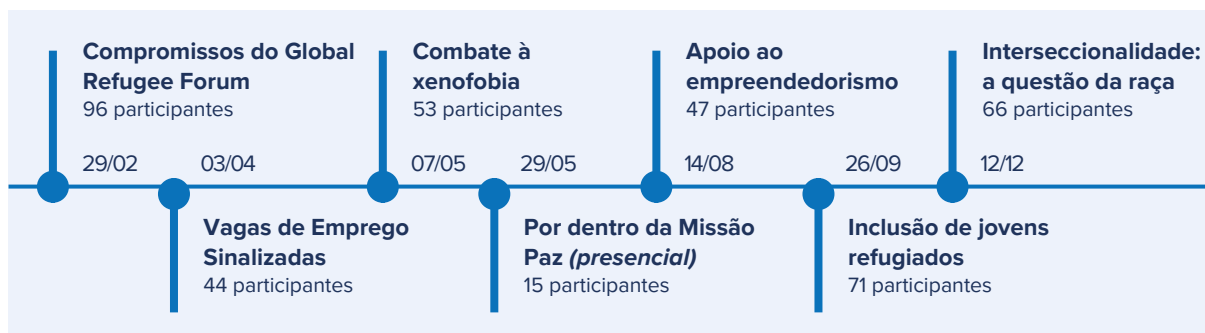 Compromissos do Global
Refugee Forum
96 participantes
29/02
03/04
Vagas de Emprego
Sinalizadas
44 participantes
Combate à
xenofobia
53 participantes
07/05
29/05
Por dentro da Missão
Paz (presencial)
15 participantes
Apoio ao
empreendedorismo
47 participantes
14/08
26/09
Inclusão de jovens
refugiados
71 participantes
Interseccionalidade:
a questão da raça
66 participantes
12/12